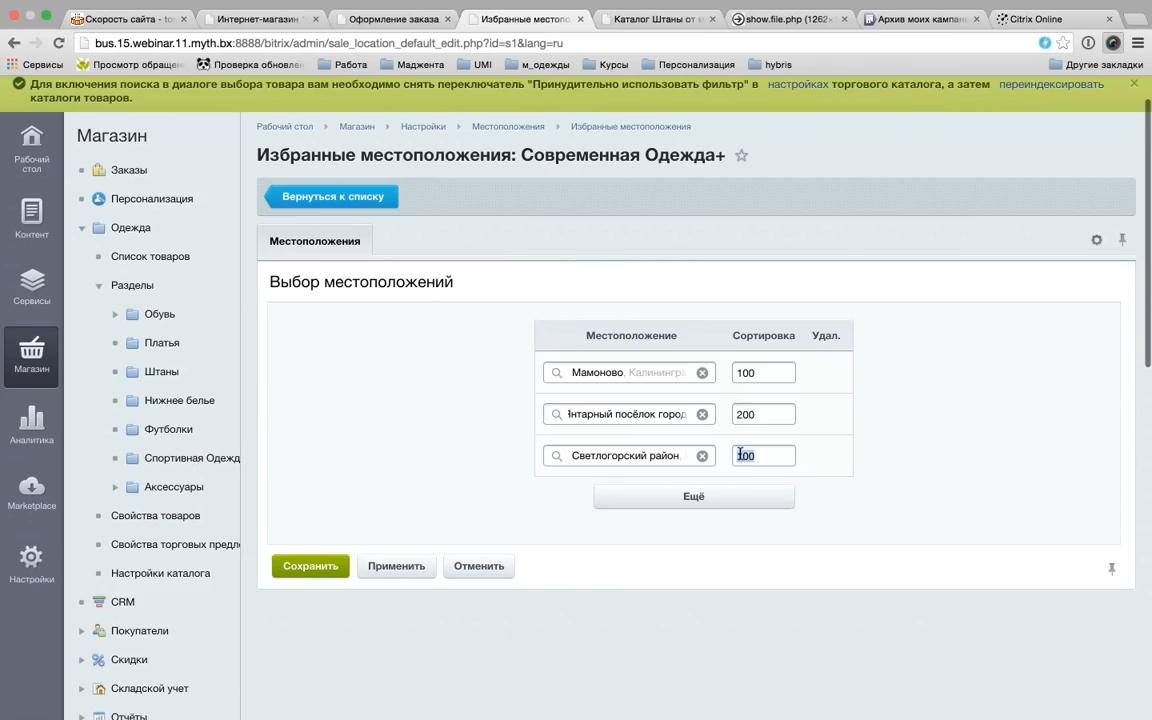 Скорость сайта - то
Интернет-магазин "
Оформление заказа
Избранные местопо
Каталог Штаны от м
show.file.php (1262×
Архив моих кампан
Citrix Online
bus.15.webinar.11.myth.bx:8888/bitrix/admin/sale_location_default_edit.php?id=s1&lang=ru
Сервисы
Просмотр обращен
Проверка обновлен
Работа
Маджента
UMI
м_одежды
Курсы
Персонализация
hybris
Другие закладки
Для включения поиска в диалоге выбора товара вам необходимо снять переключатель "Принудительно использовать фильтр" в настройках торгового каталога, а затем переиндексировать
каталоги товаров.
Рабочий
стол
Контент
Сервисы
Магазин
Аналитика
Marketplace
Настройки
Магазин
Заказы
Персонализация
Одежда
Список товаров
Разделы
Обувь
Платья
Штаны
Нижнее белье
Футболки
Спортивная Одежд
Аксессуары
Свойства товаров
Свойства торговых предло
Настройки каталога
CRM
Покупатели
Скидки
Складской учет
Отчёты
Рабочий стол
Магазин
Настройки
Местоположения
Избранные местоположения
Избранные местоположения: Современная Одежда+
Вернуться к списку
Местоположения
Выбор местоположений
Местоположение Сортировка Удал.
Мамоново, Калинингра 100
Янтарный посёлок город 200
Светлогорский район, 100
Ещё
Сохранить Применить Отменить